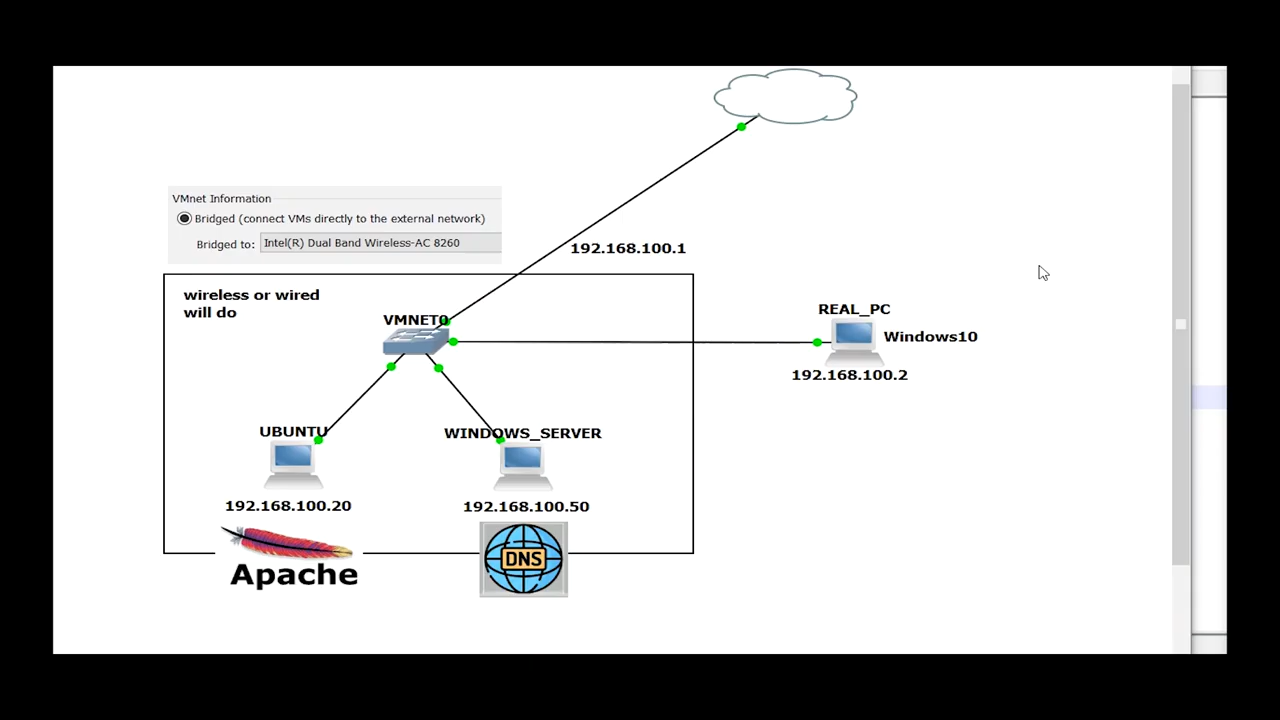 VMnet Information
Bridged (connect VMs directly to the external network)
Bridged to: Intel(R) Dual Band Wireless-AC 8260
192.168.100.1
wireless or wired
will do
VMNET0
REAL_PC
Windows10
192.168.100.2
UBUNTU
WINDOWS_SERVER
192.168.100.20
192.168.100.50
Apache
DNS